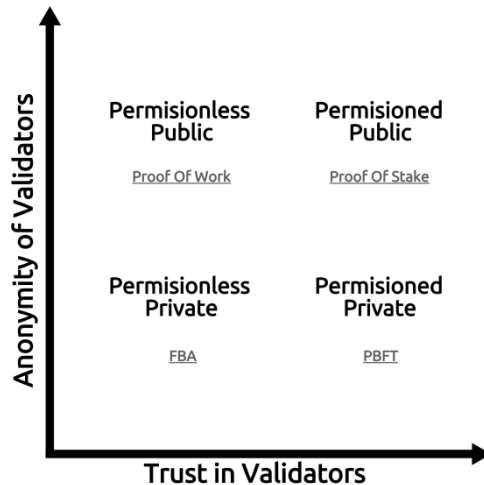 Anonymity of Validators
Permisionless
Public
Proof Of Work
Permisioned
Public
Proof Of Stake
Permisionless
Private
FBA
Permisioned
Private
PBFT
Trust in Validators